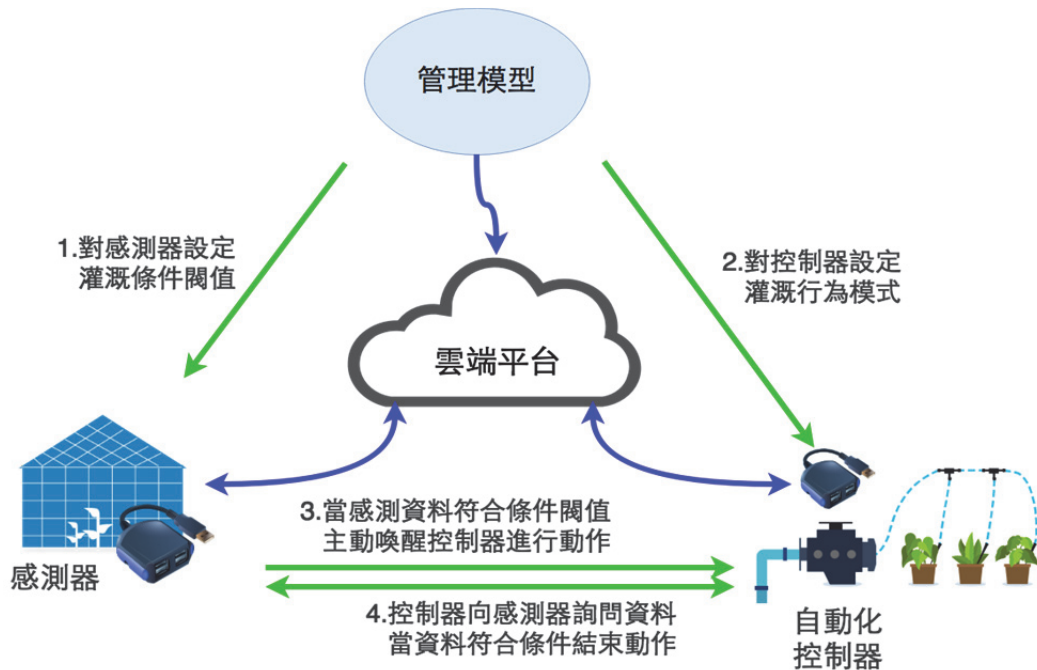 管理模型
1.對感測器設定
灌溉條件閥值
2.對控制器設定
灌溉行為模式
雲端平台
3.當感測資料符合條件閥值
主動喚醒控制器進行動作
感測器
4.控制器向感測器詢問資料
當資料符合條件結束動作
自動化
控制器